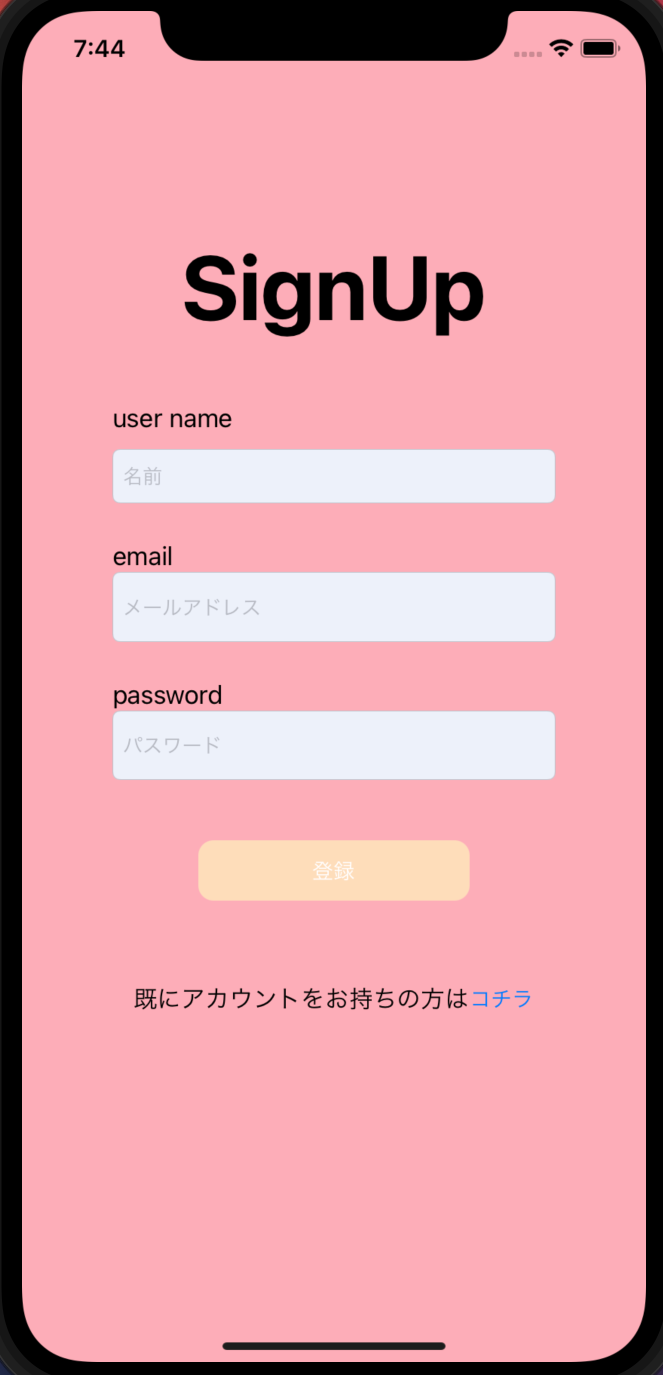 7:44
SignUp
user name
名前
email
メールアドレス
password
パスワード
登録
既にアカウントをお持ちの方はコチラ